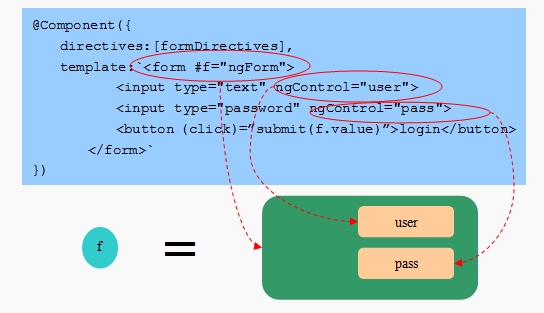 @Component({
directives:[formDirectives],
template:`<form #f="ngForm">
<input type="text" ngControl="user">
<input type="password" ngControl="pass">
<button (click)=”submit(f.value)”>login</button>
</form>`
})
f = user
pass